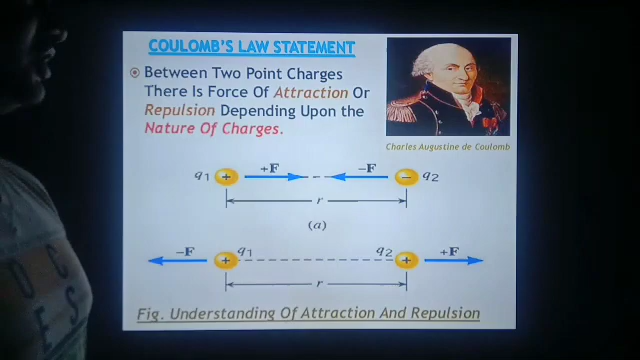 COULOMB'S LAW STATEMENT
Between Two Point Charges
There Is Force Of Attraction Or
Repulsion Depending Upon the
Nature Of Charges.
Charles Augustine de Coulomb
q1 + +F −F − q2
r
(a)
−F + q1 q2 + +F
r
Fig. Understanding Of Attraction And Repulsion